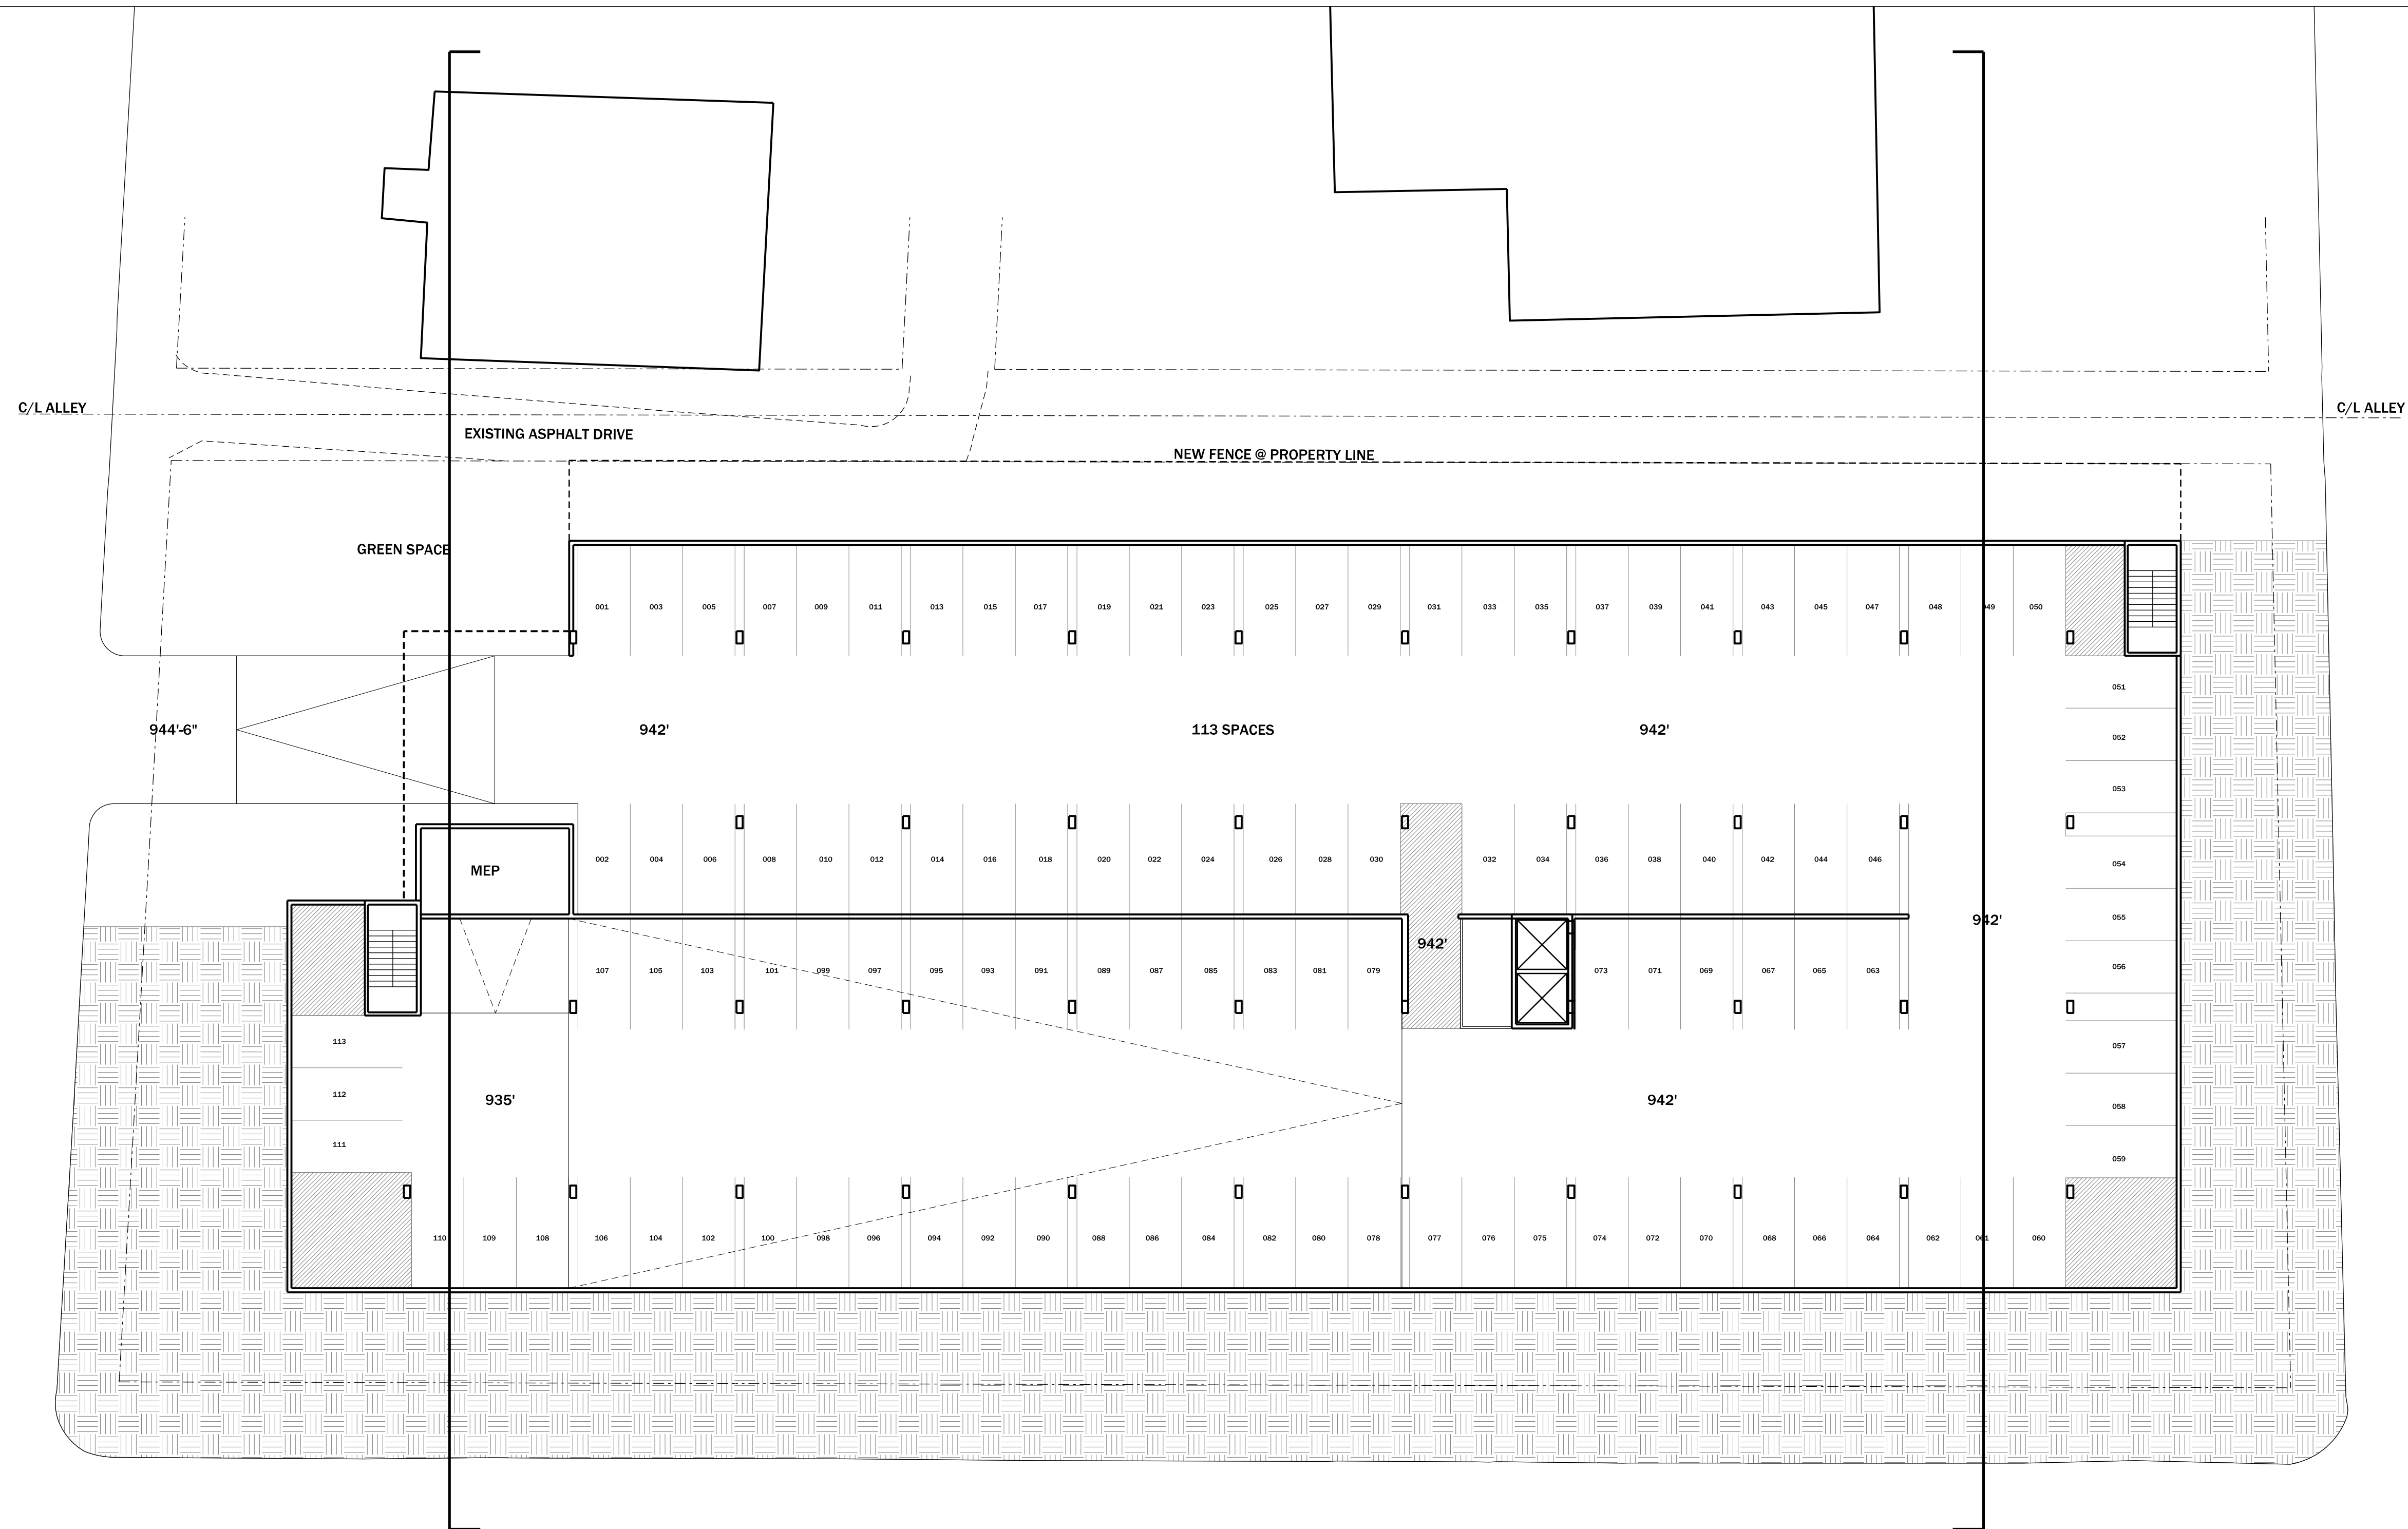 C/L ALLEY
C/L ALLEY
EXISTING ASPHALT DRIVE
NEW FENCE @ PROPERTY LINE
GREEN SPACE
001 003 005 007 009 011 013 015 017 019 021 023 025 027 029 031 033 035 037 039 041 043 045 047 048 049 050
051
944'-6" 942' 113 SPACES 942'
052
053
002 004 006 008 010 012 014 016 018 020 022 024 026 028 030 032 034 036 038 040 042 044 046
054
MEP
055
942'
942'
056
107 105 103 101 099 097 095 093 091 089 087 085 083 081 079 073 071 069 067 065 063
113
057
112
935'
942'
058
111
059
110 109 108 106 104 102 100 098 096 094 092 090 088 086 084 082 080 078 077 076 075 074 072 070 068 066 064 062 061 060